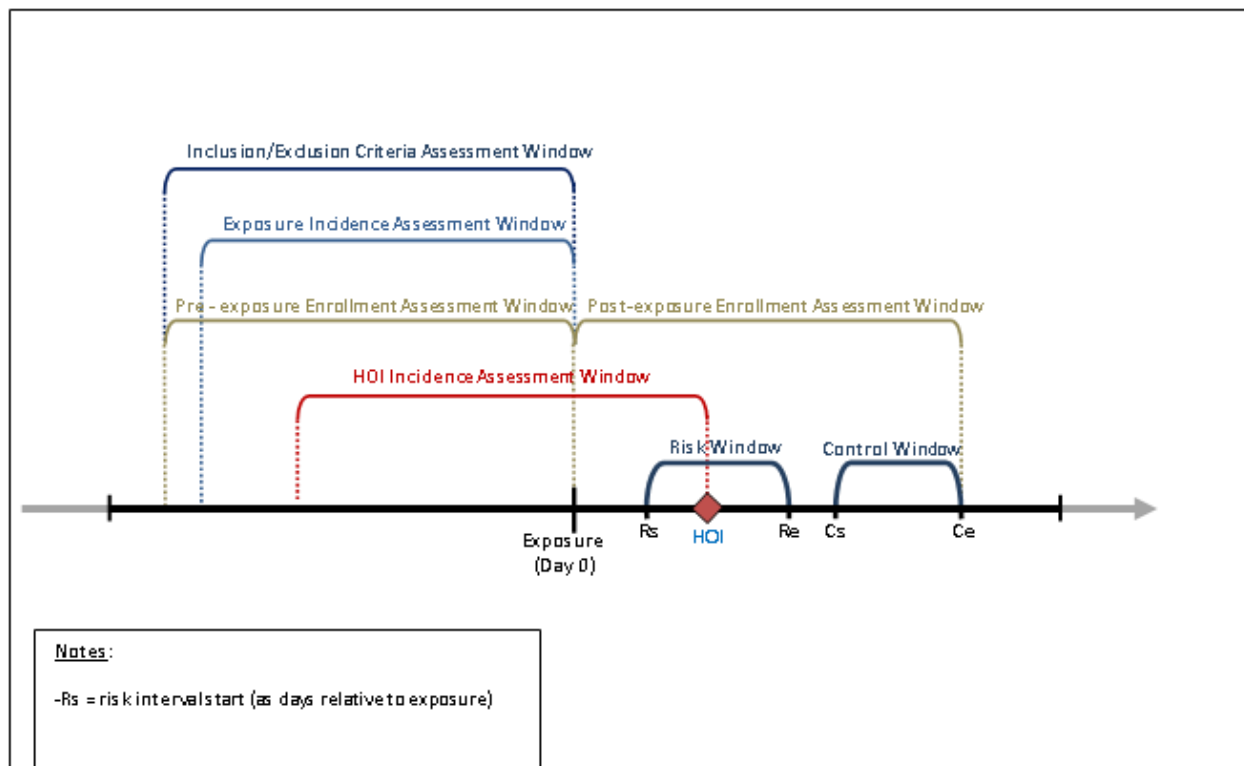 Inclusion/Exclusion Criteria Assessment Window
Exposure Incidence Assessment Window
Pre - exposure Enrollment Assessment Window
Post-exposure Enrollment Assessment Window
HOI Incidence Assessment Window
Risk Window
Control Window
Rs
HOI
Re
Cs
Ce
Exposure
(Day 0)
Notes:
-Rs = risk interval start (as days relative to exposure)